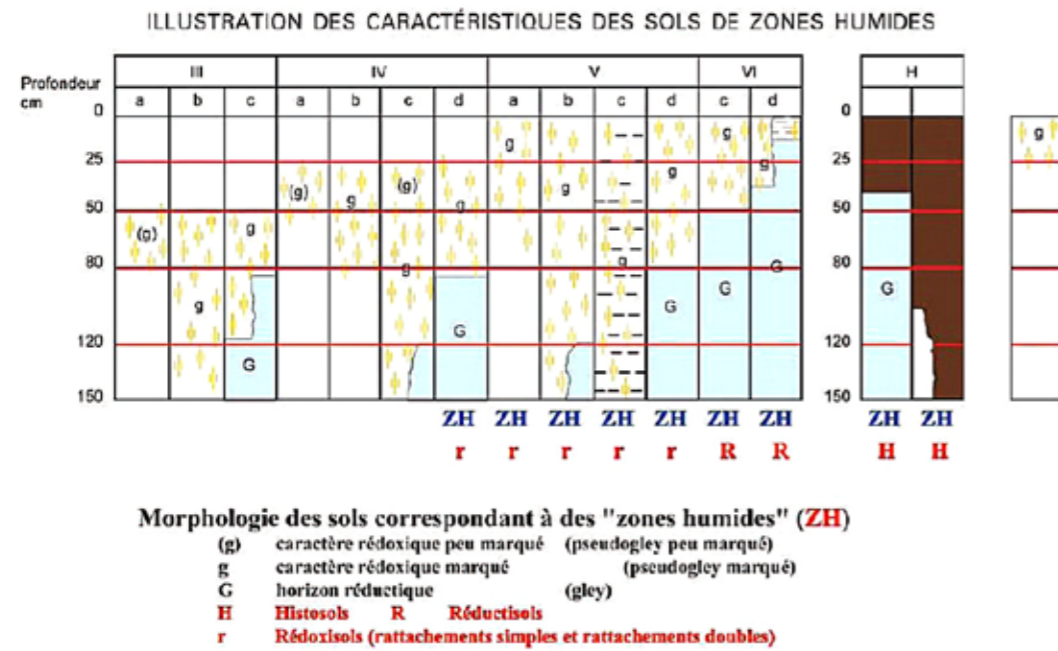 ILLUSTRATION DES CARACTÉRISTIQUES DES SOLS DE ZONES HUMIDES
III IV V VI H
Profondeur
cm
a b c a b c d a b c d c d
0 0
g g g g
25 25
(g) g (g) g g g g
50 50
(g) g g
80 80
g G G G G
g G G
120 120
G
150 150
ZH ZH ZH ZH ZH ZH ZH ZH ZH
r r r r r R R H H
Morphologie des sols correspondant à des "zones humides" (ZH)
(g) caractère rédoxique peu marqué (pseudogley peu marqué)
g caractère rédoxique marqué (pseudogley marqué)
G horizon réductique (gley)
H Histosols R Réductisols
r Rédoxisols (rattachements simples et rattachements doubles)